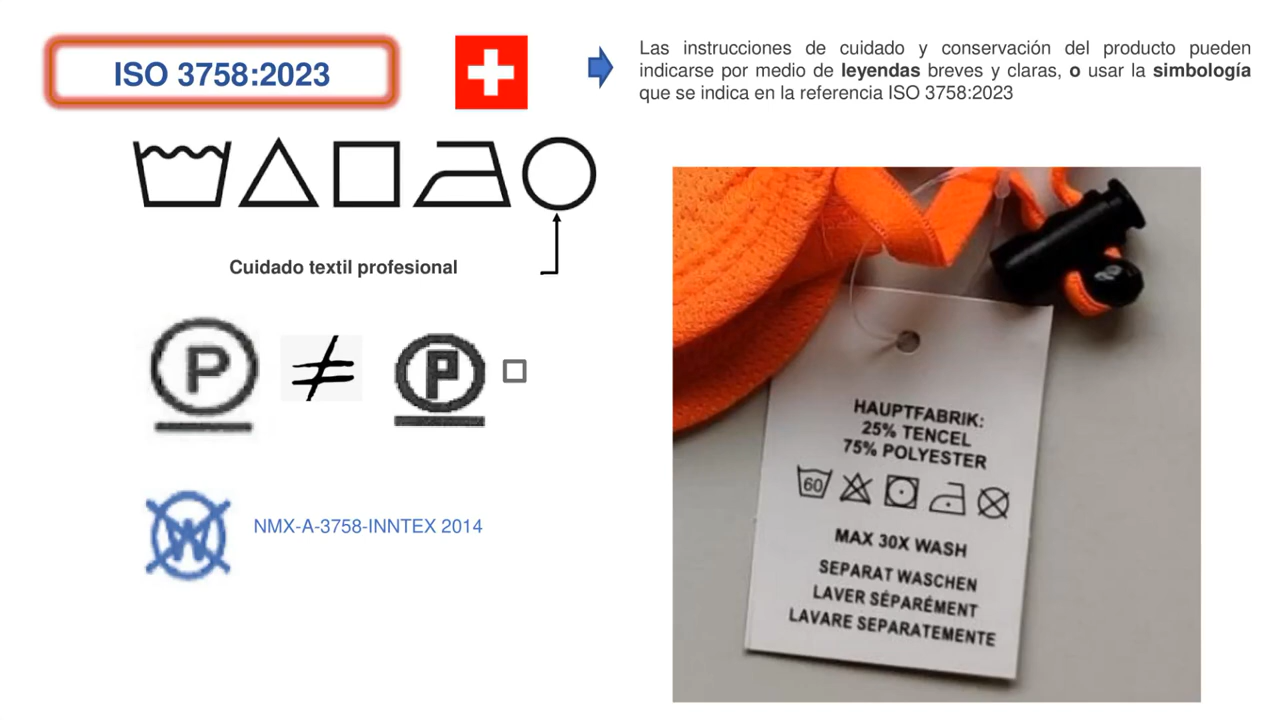 ISO 3758:2023
Las instrucciones de cuidado y conservación del producto pueden
indicarse por medio de leyendas breves y claras, o usar la simbología
que se indica en la referencia ISO 3758:2023
Cuidado textil profesional
P
P
W
NMX-A-3758-INNTEX 2014
HAUPTFABRIK:
25% TENCEL
75% POLYESTER
60
MAX 30X WASH
SEPARAT WASCHEN
LAVER SÉPARÉMENT
LAVARE SEPARATEMENTE